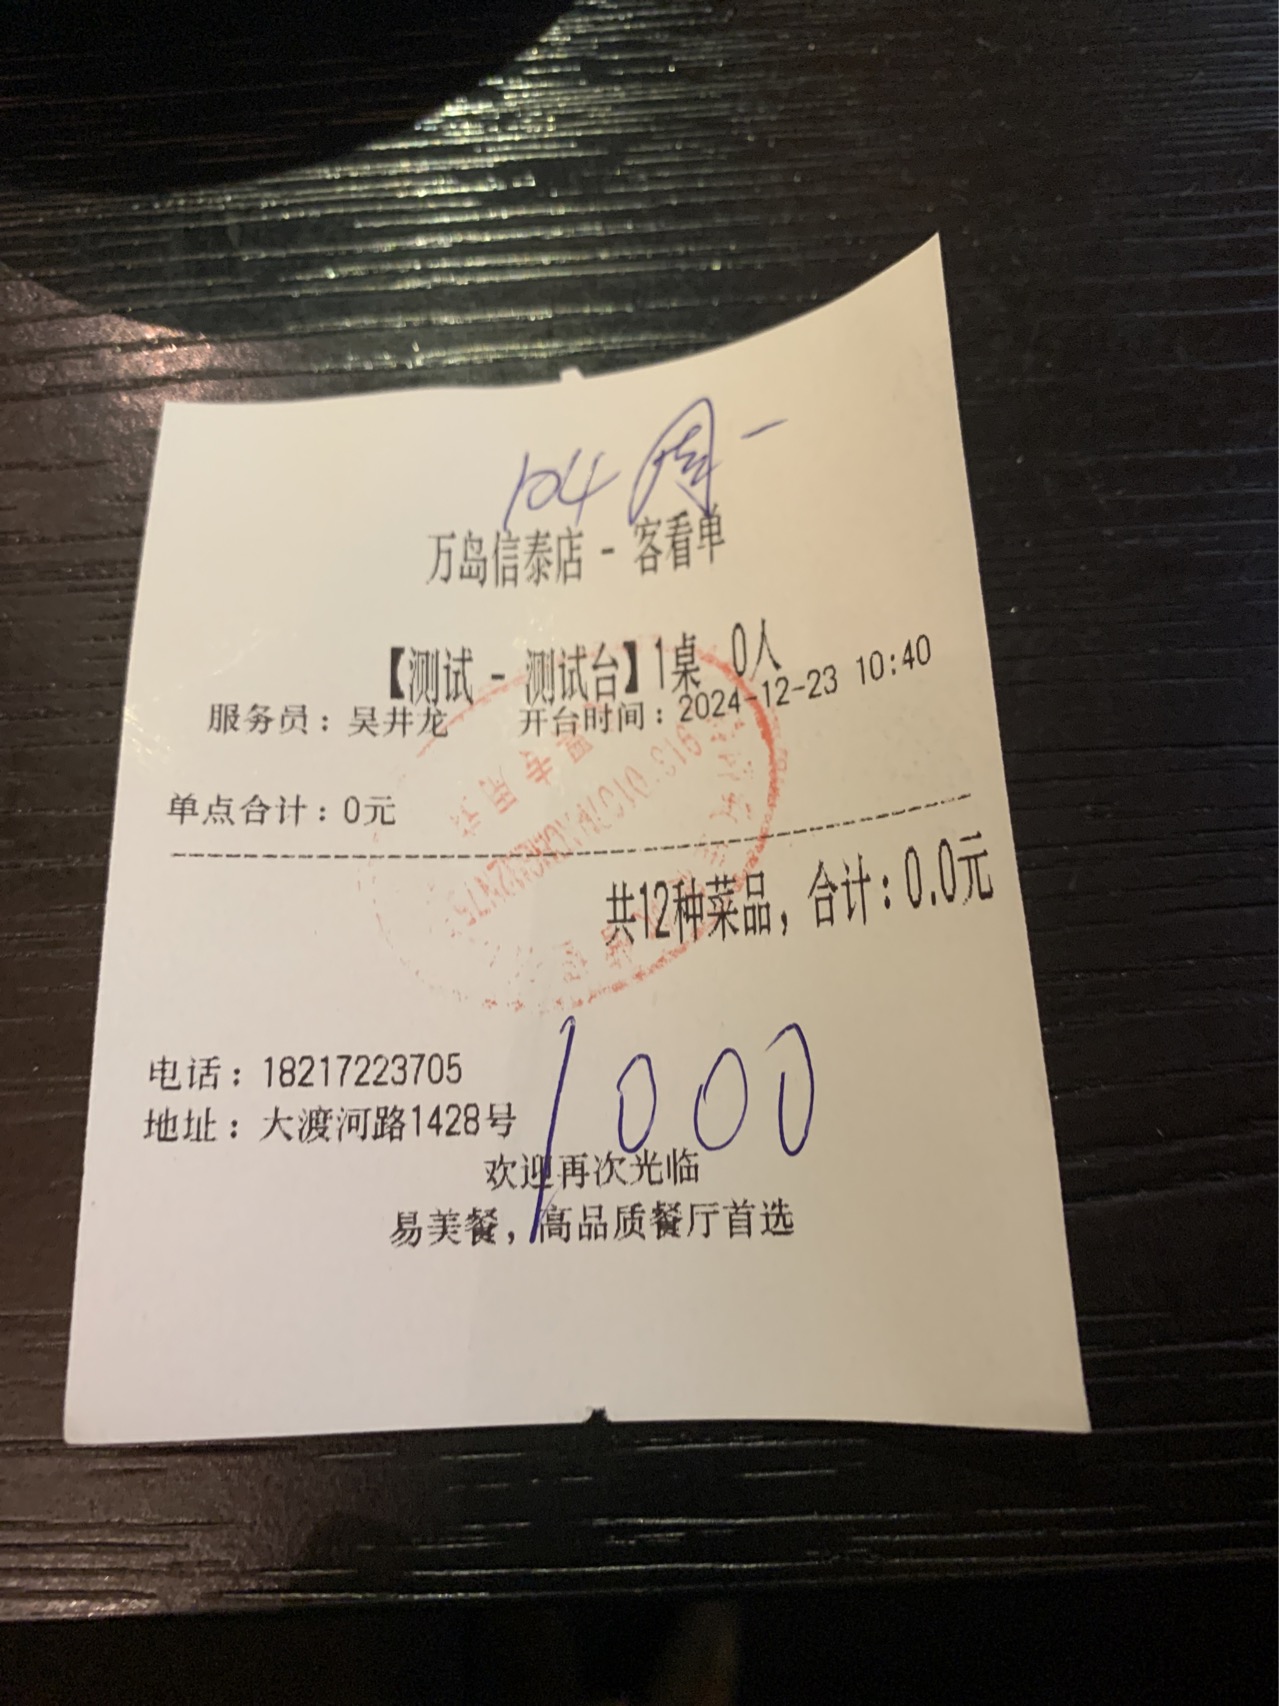 104 周一
万岛信泰店 - 客看单
【测试 - 测试台】1桌 0人
服务员：吴井龙 开台时间：2024-12-23 10:40
单点合计：0元
共12种菜品，合计：0.0元
1000
电话：18217223705
地址：大渡河路1428号
欢迎再次光临
易美餐，高品质餐厅首选
专用章